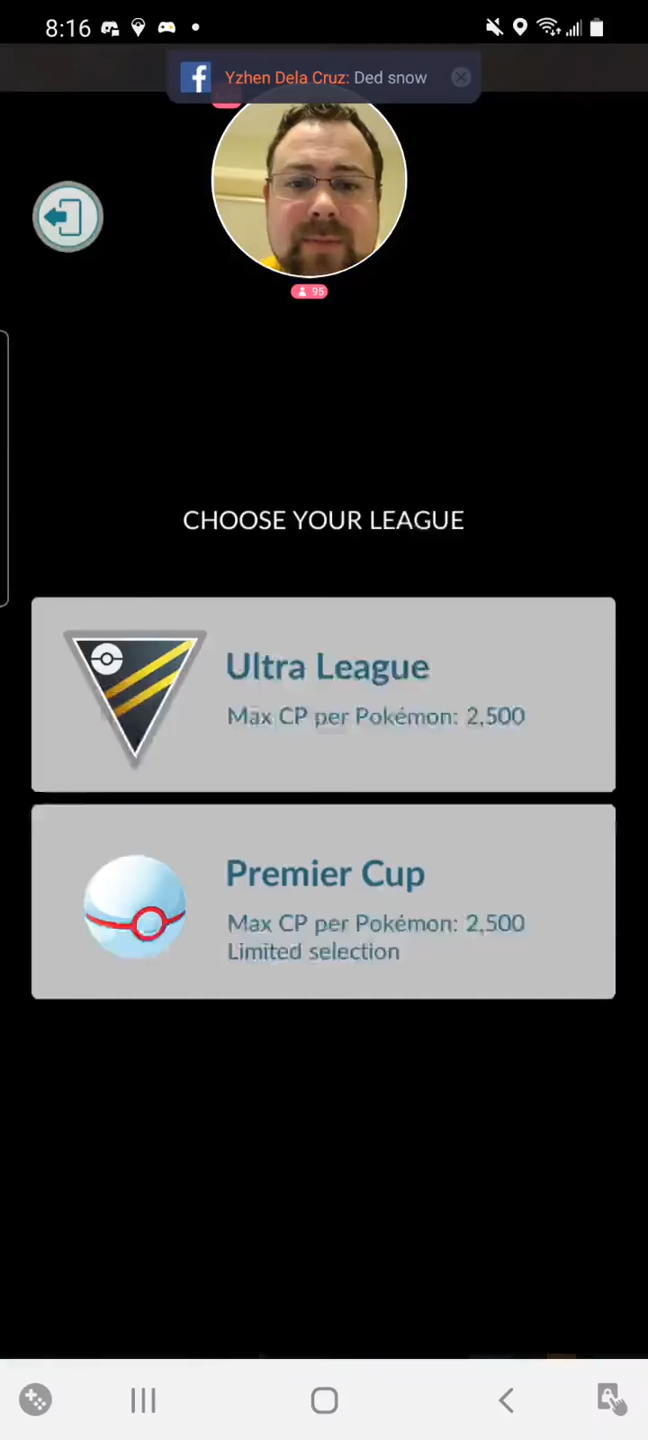 8:16
Yzhen Dela Cruz: Ded snow
95
CHOOSE YOUR LEAGUE
Ultra League
Max CP per Pokémon: 2,500
Premier Cup
Max CP per Pokémon: 2,500
Limited selection